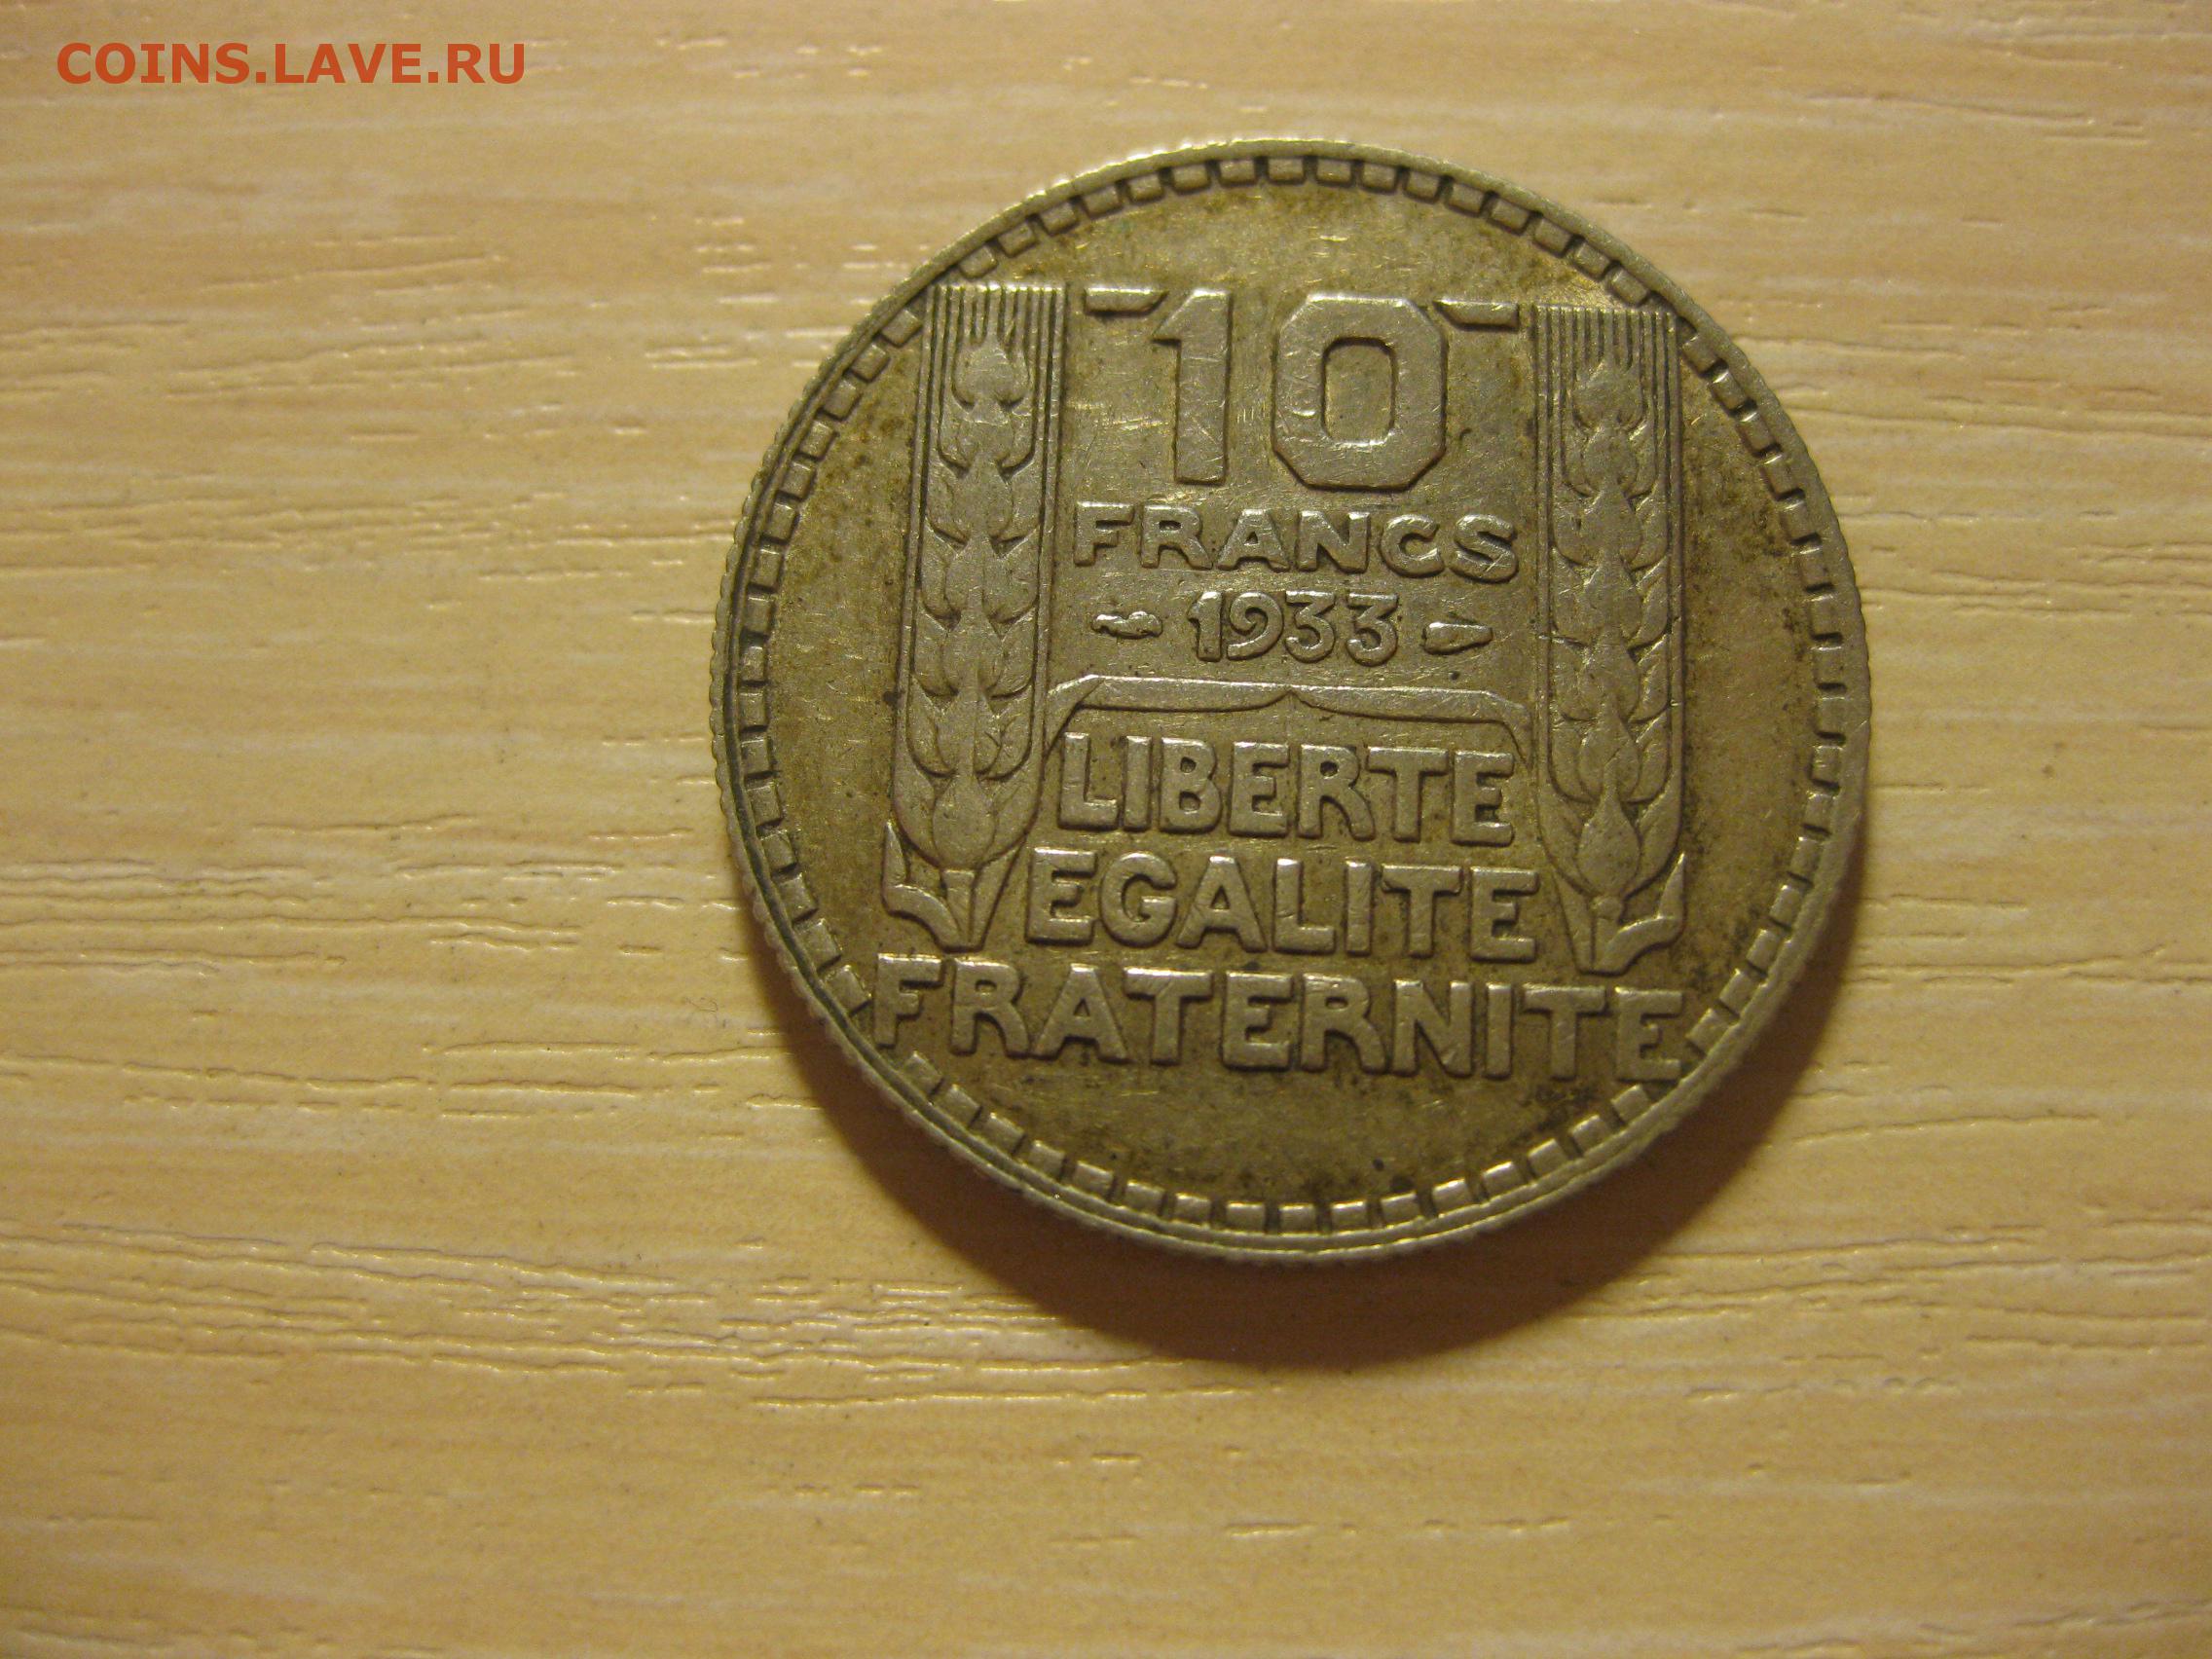 COINS.LAVE.RU
10
FRANCS
1933
LIBERTE
EGALITE
FRATERNITE